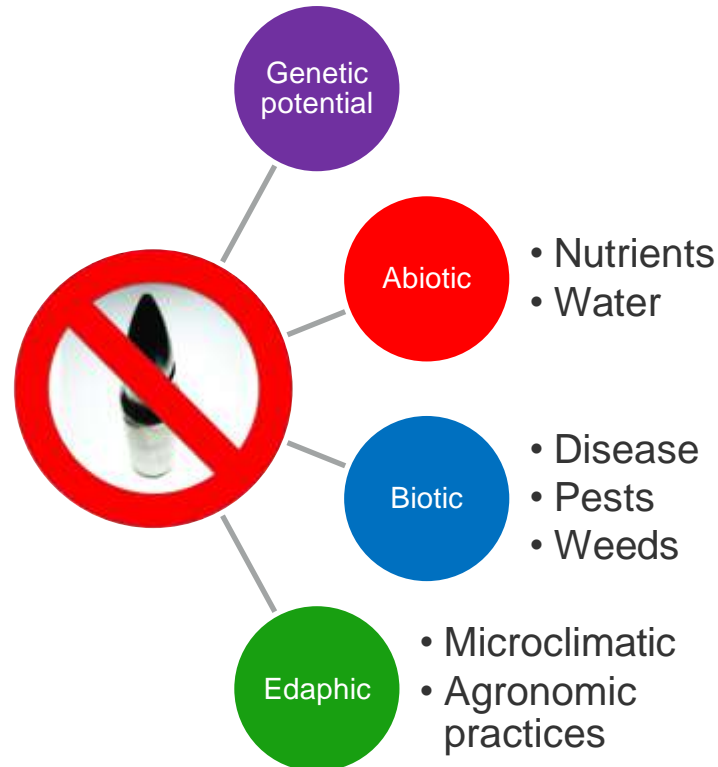 Genetic
potential
Abiotic
• Nutrients
• Water
Biotic
• Disease
• Pests
• Weeds
Edaphic
• Microclimatic
• Agronomic
practices